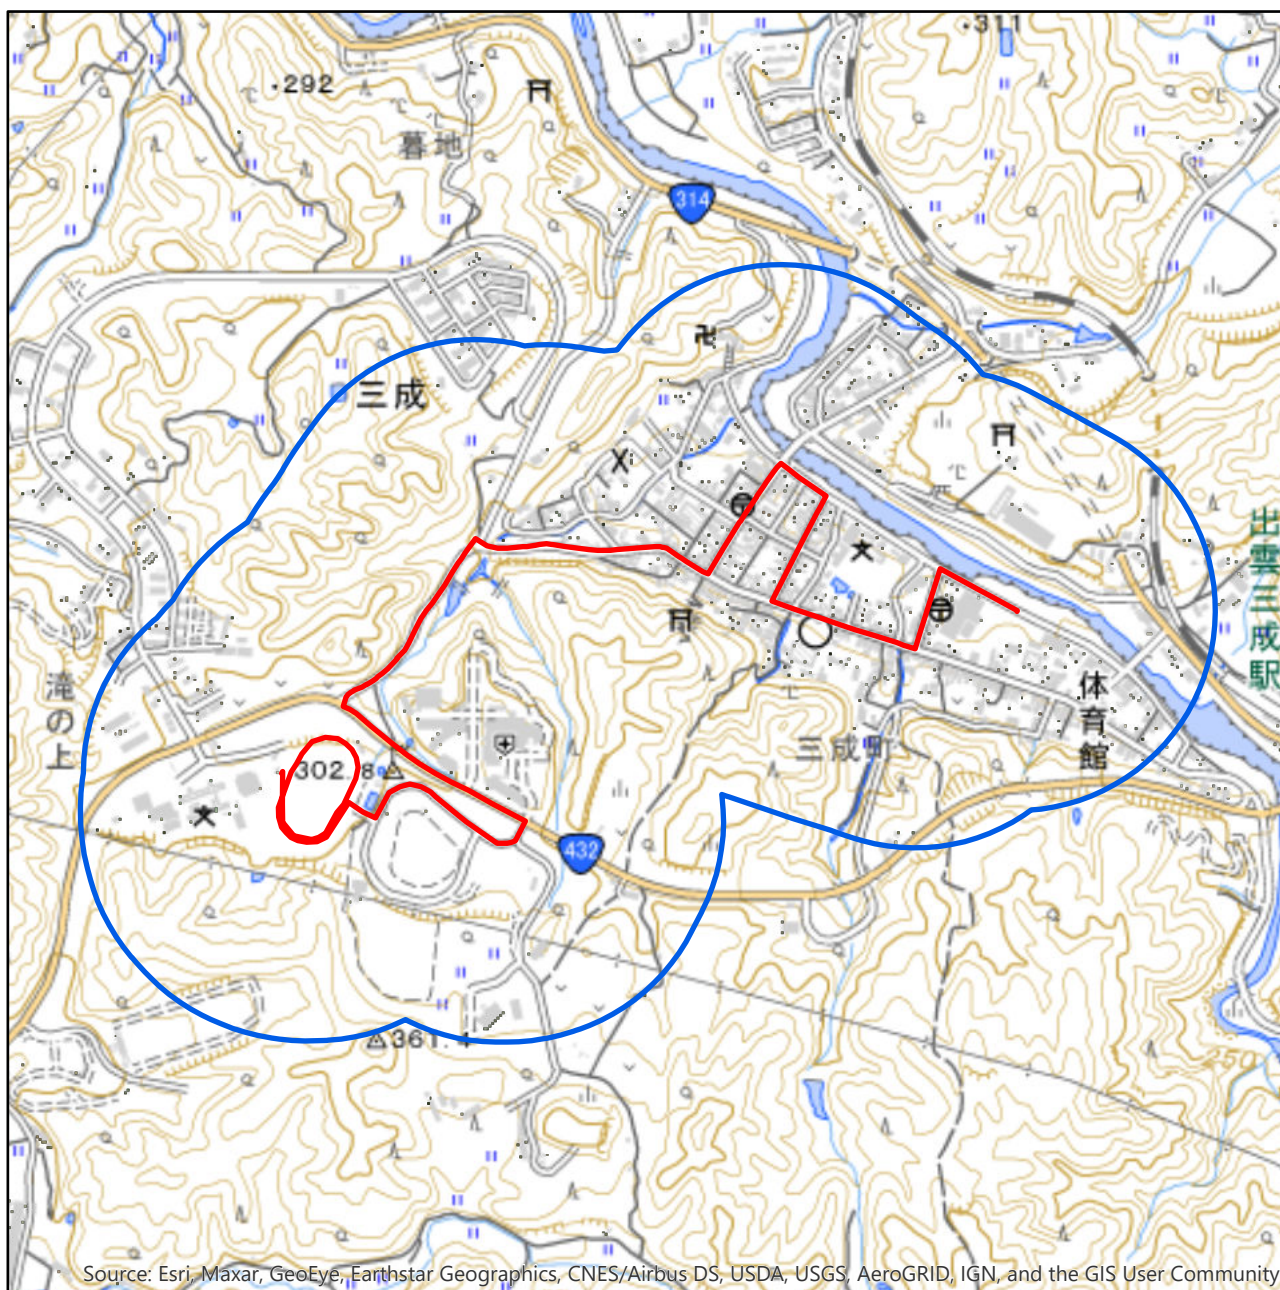 311
292
暮地
314
三成
出雲三成駅
滝の上
体育館
302.8
三成町
432
361.4
250
Source: Esri, Maxar, GeoEye, Earthstar Geographics, CNES/Airbus DS, USDA, USGS, AeroGRID, IGN, and the GIS User Community